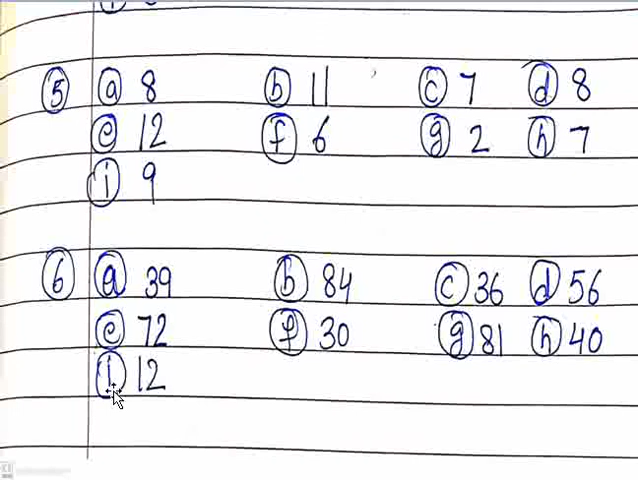 5 a 8 b 11 c 7 d 8
e 12 f 6 g 2 h 7
i 9
6 a 39 b 84 c 36 d 56
e 72 f 30 g 81 h 40
i 12